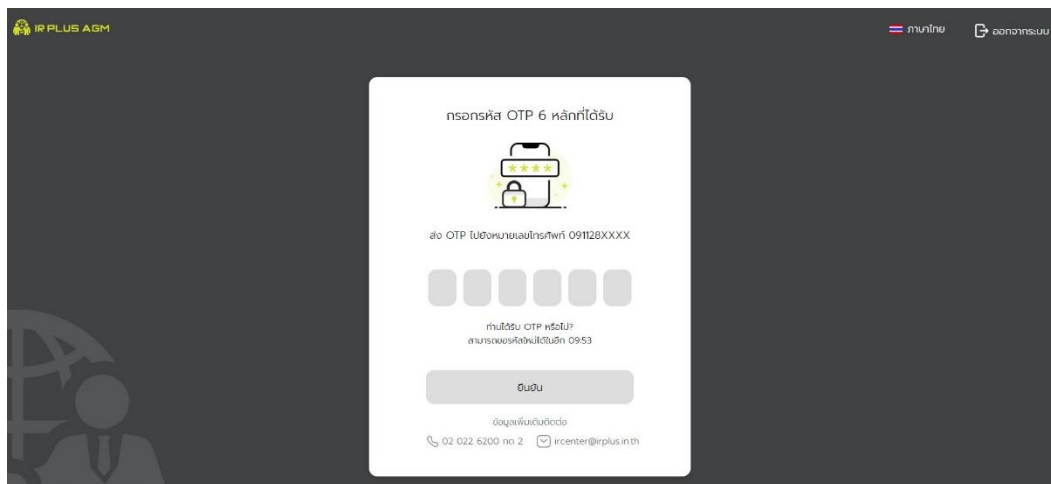 IR PLUS AGM
ภาษาไทย
ออกจากระบบ
กรอกรหัส OTP 6 หลักที่ได้รับ
****
ส่ง OTP ไปยังหมายเลขโทรศัพท์ 091128XXXX
ท่านได้รับ OTP หรือไม่?
สามารถขอรหัสใหม่ได้ในอีก 09:53
ยืนยัน
ข้อมูลเพิ่มเติมติดต่อ
02 022 6200 กด 2 ircenter@irplus.in.th